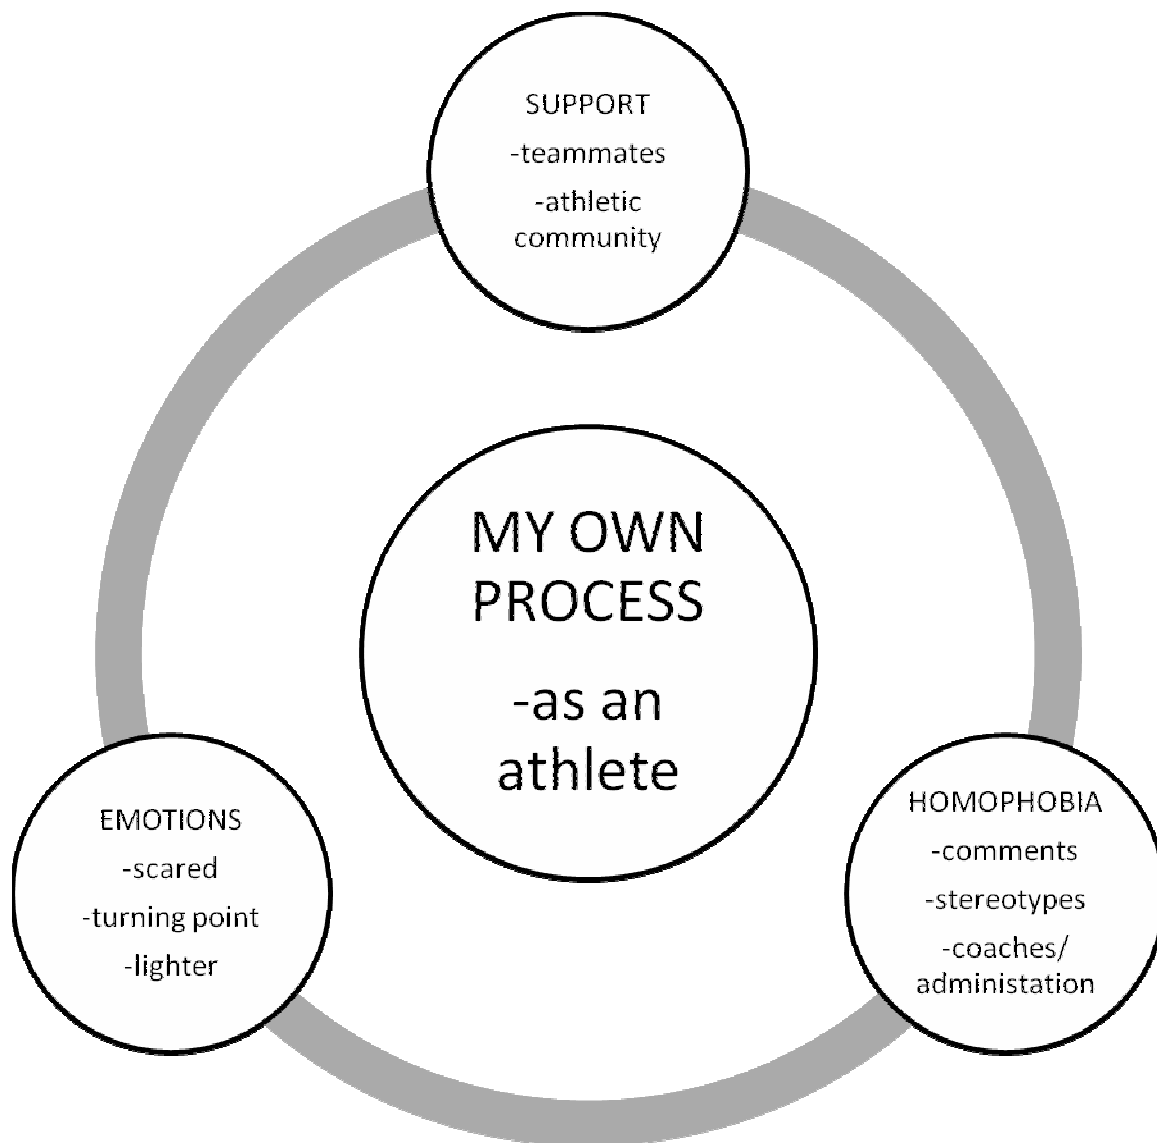 SUPPORT
-teammates
-athletic
community
MY OWN
PROCESS
-as an
athlete
EMOTIONS
-scared
-turning point
-lighter
HOMOPHOBIA
-comments
-stereotypes
-coaches/
administation